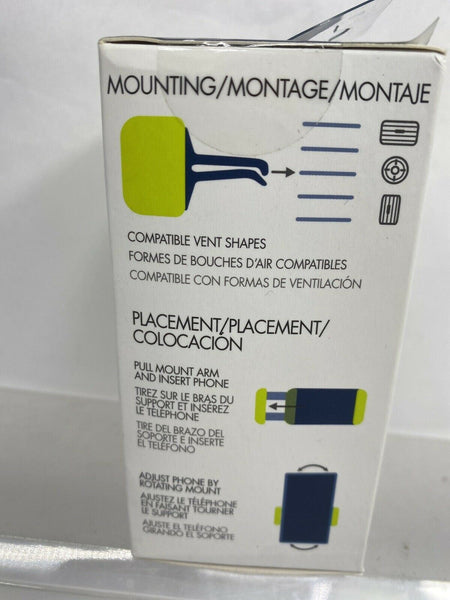 MOUNTING/MONTAGE/MONTAJE
COMPATIBLE VENT SHAPES
FORMES DE BOUCHES D'AIR COMPATIBLES
COMPATIBLE CON FORMAS DE VENTILACIÓN
PLACEMENT/PLACEMENT/
COLOCACIÓN
PULL MOUNT ARM
AND INSERT PHONE
TIREZ SUR LE BRAS DU
SUPPORT ET INSÉREZ
LE TÉLÉPHONE
TIRE DEL BRAZO DEL
SOPORTE E INSERTE
EL TELÉFONO
ADJUST PHONE BY
ROTATING MOUNT
AJUSTEZ LE TÉLÉPHONE
EN FAISANT TOURNER
LE SUPPORT
AJUSTE EL TELÉFONO
GIRANDO EL SOPORTE